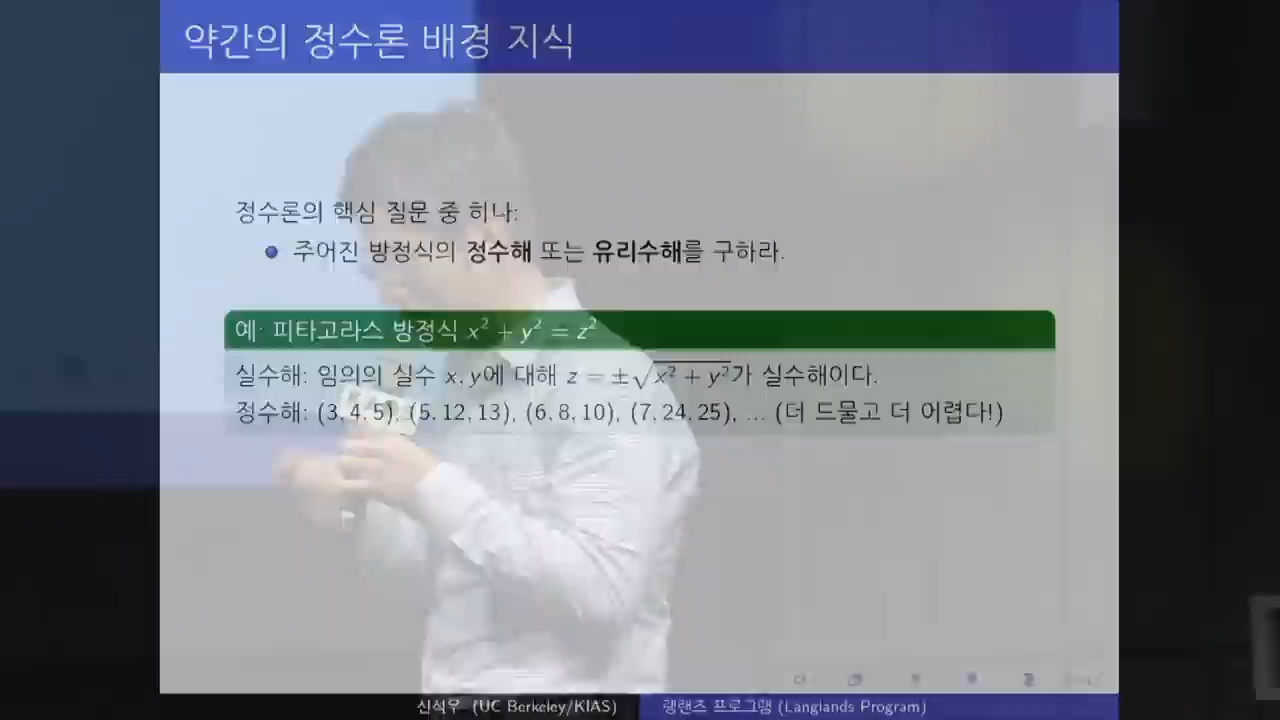 약간의 정수론 배경 지식
정수론의 핵심 질문 중 히나:
주어진 방정식의 정수해 또는 유리수해를 구하라.
예: 피타고라스 방정식 x² + y² = z²
실수해: 임의의 실수 x, y에 대해 z = ±√(x² + y²)가 실수해이다.
정수해: (3, 4, 5), (5, 12, 13), (6, 8, 10), (7, 24, 25), ... (더 드물고 더 어렵다!)
신석우 (UC Berkeley/KIAS) 랭랜즈 프로그램 (Langlands Program)